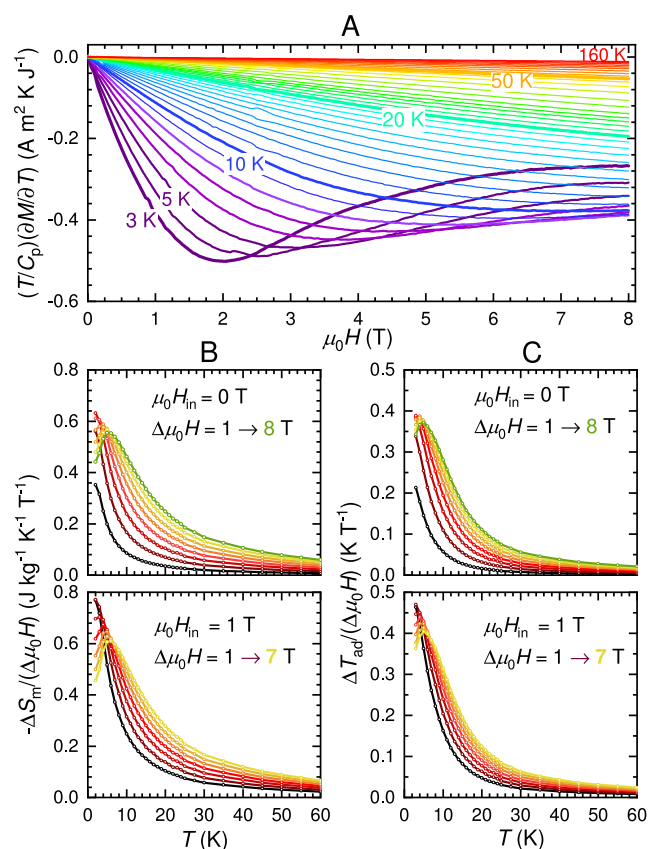 A
0.0
-0.2
-0.4
-0.6
(T/Cp)(∂M/∂T) (A m² K J⁻¹)
160 K
50 K
20 K
10 K
5 K
3 K
0 1 2 3 4 5 6 7 8
μ₀H (T)
B
0.8
0.6
0.4
0.2
0.0
μ₀Hin = 0 T
Δμ₀H = 1 → 8 T
C
0.5
0.4
0.3
0.2
0.1
0.0
μ₀Hin = 0 T
Δμ₀H = 1 → 8 T
-ΔSm/(Δμ₀H) (J kg⁻¹ K⁻¹ T⁻¹)
0.8
0.6
0.4
0.2
0.0
μ₀Hin = 1 T
Δμ₀H = 1 → 7 T
0 10 20 30 40 50 60
T (K)
ΔTad/(Δμ₀H) (K T⁻¹)
0.5
0.4
0.3
0.2
0.1
0.0
μ₀Hin = 1 T
Δμ₀H = 1 → 7 T
0 10 20 30 40 50 60
T (K)